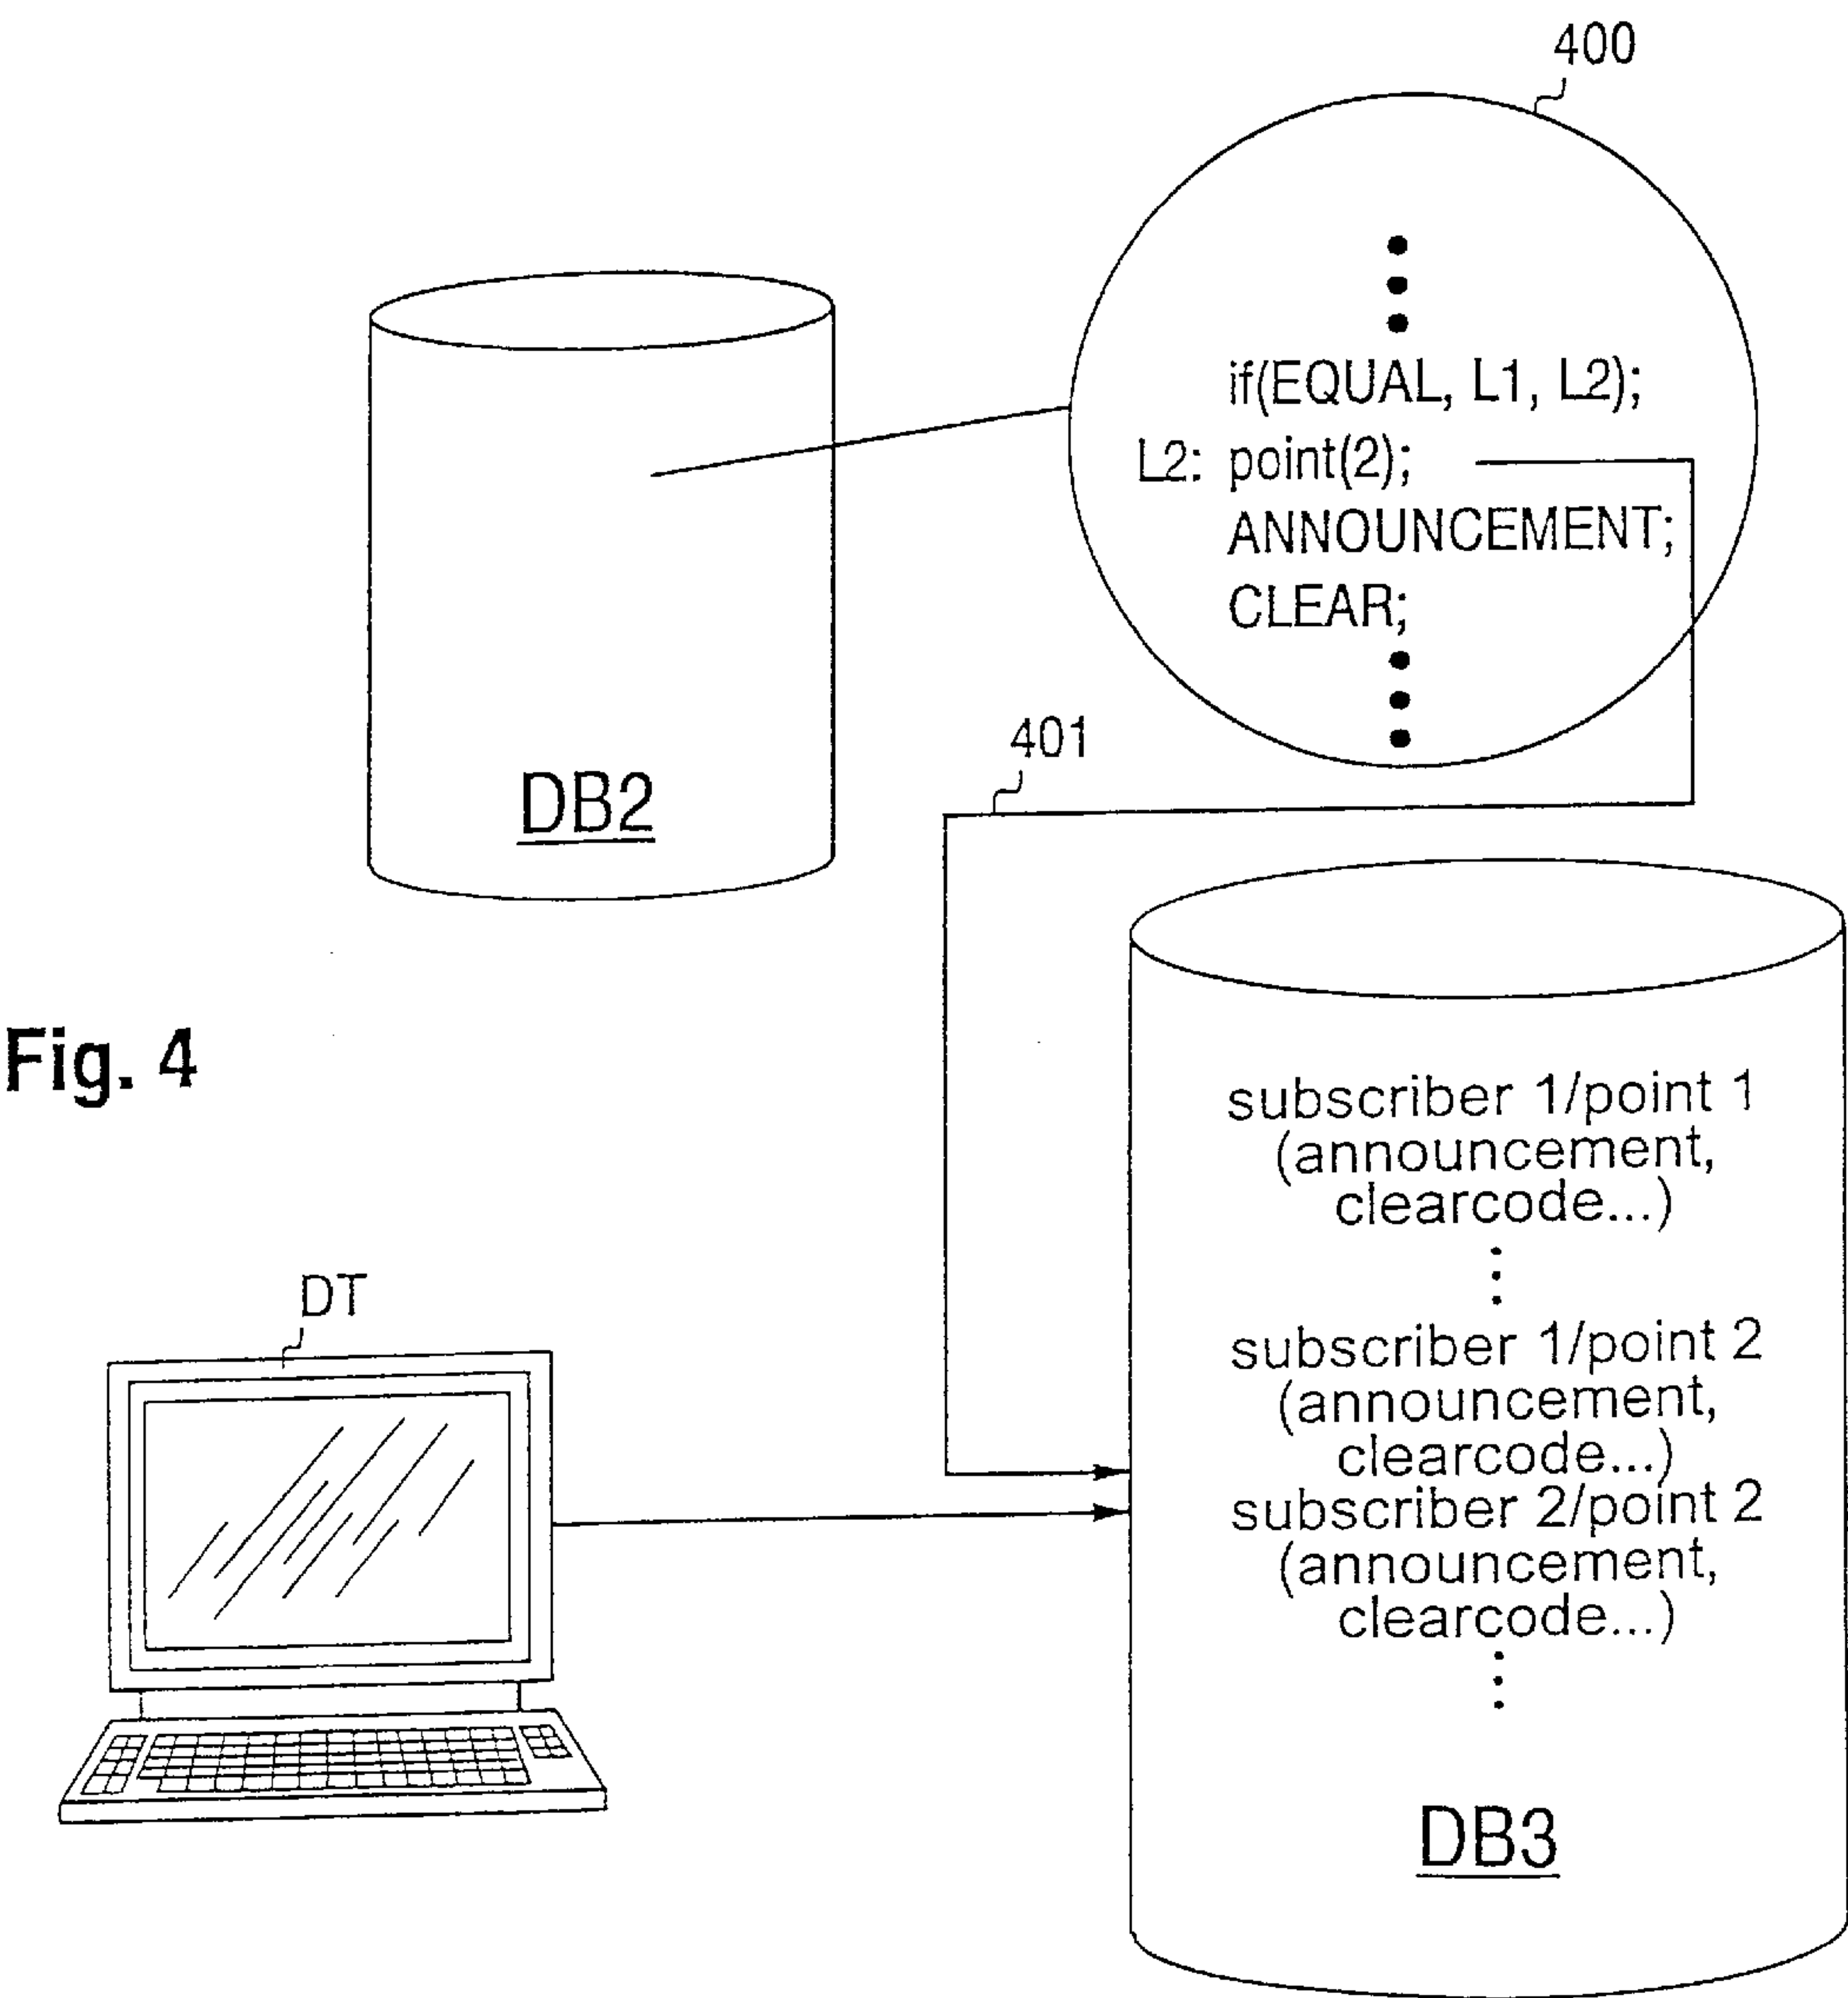 400
if(EQUAL, L1, L2);
L2: point(2);
ANNOUNCEMENT;
CLEAR;
DB2
401
Fig. 4
subscriber 1/point 1
(announcement,
clearcode...)
subscriber 1/point 2
(announcement,
clearcode...)
subscriber 2/point 2
(announcement,
clearcode...)
DT
DB3